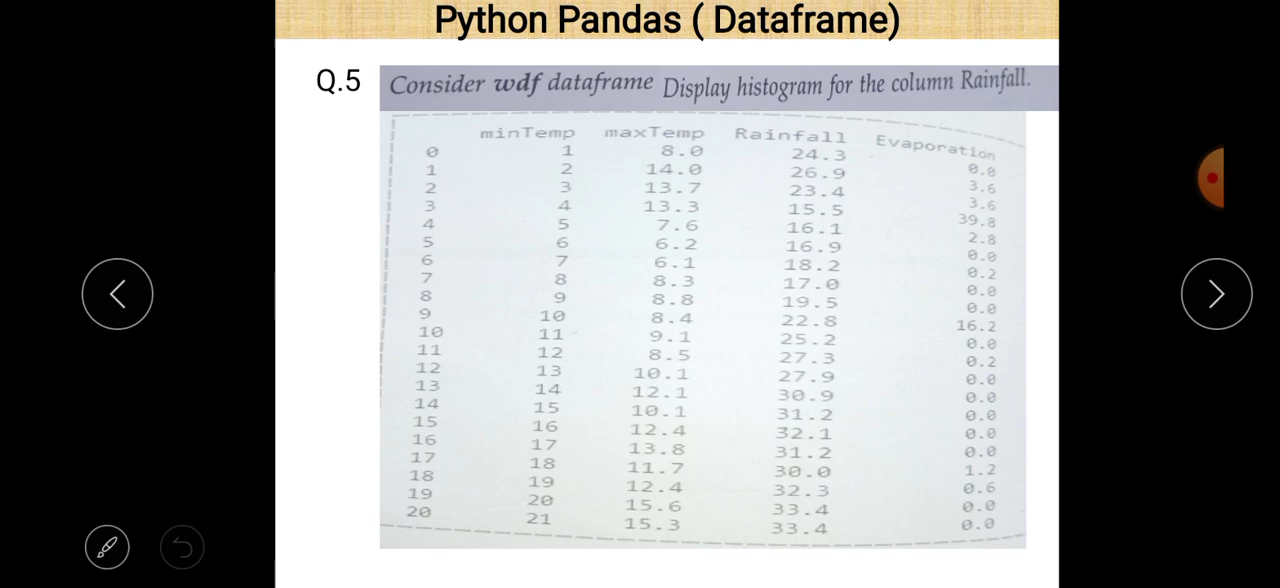 Python Pandas ( Dataframe)
Q.5 Consider wdf dataframe Display histogram for the column Rainfall.
minTemp maxTemp Rainfall Evaporation
0 1 8.0 24.3 0.0
1 2 14.0 26.9 3.6
2 3 13.7 23.4 3.6
3 4 13.3 15.5 39.8
4 5 7.6 16.1 2.8
5 6 6.2 16.9 0.0
6 7 6.1 18.2 0.2
7 8 8.3 17.0 0.0
8 9 8.8 19.5 0.0
9 10 8.4 22.8 16.2
10 11 9.1 25.2 0.0
11 12 8.5 27.3 0.2
12 13 10.1 27.9 0.0
13 14 12.1 30.9 0.0
14 15 10.1 31.2 0.0
15 16 12.4 32.1 0.0
16 17 13.8 31.2 0.0
17 18 11.7 30.0 1.2
18 19 12.4 32.3 0.6
19 20 15.6 33.4 0.0
20 21 15.3 33.4 0.0